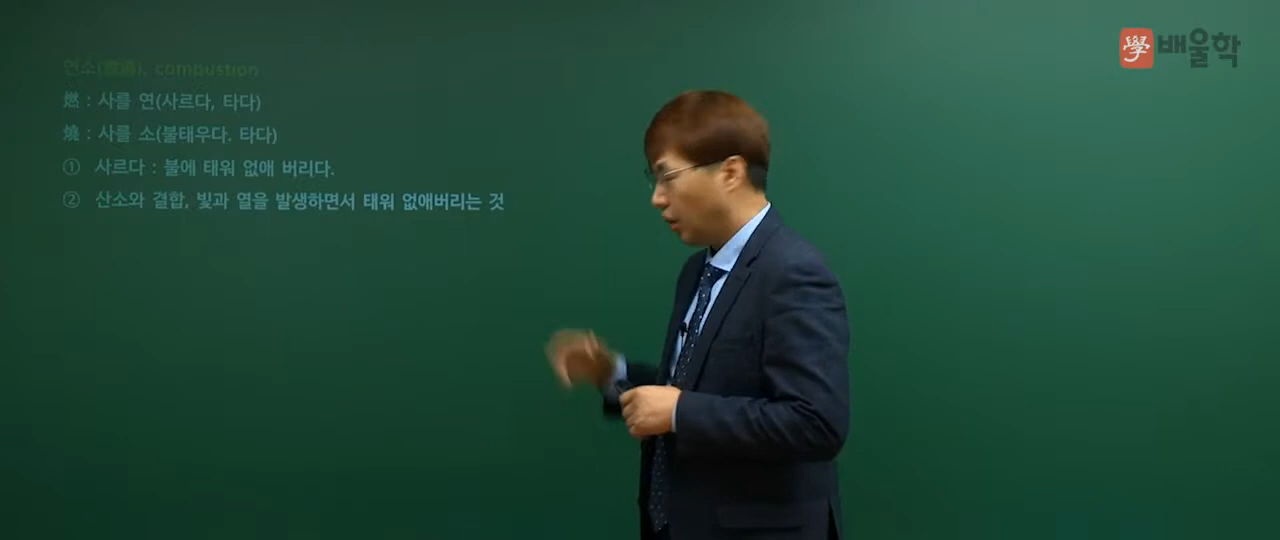 연소(燃燒), combustion
燃 : 사를 연(사르다, 타다)
燒 : 사를 소(불태우다. 타다)
① 사르다 : 불에 태워 없애 버리다.
② 산소와 결합, 빛과 열을 발생하면서 태워 없애버리는 것
學 배울학